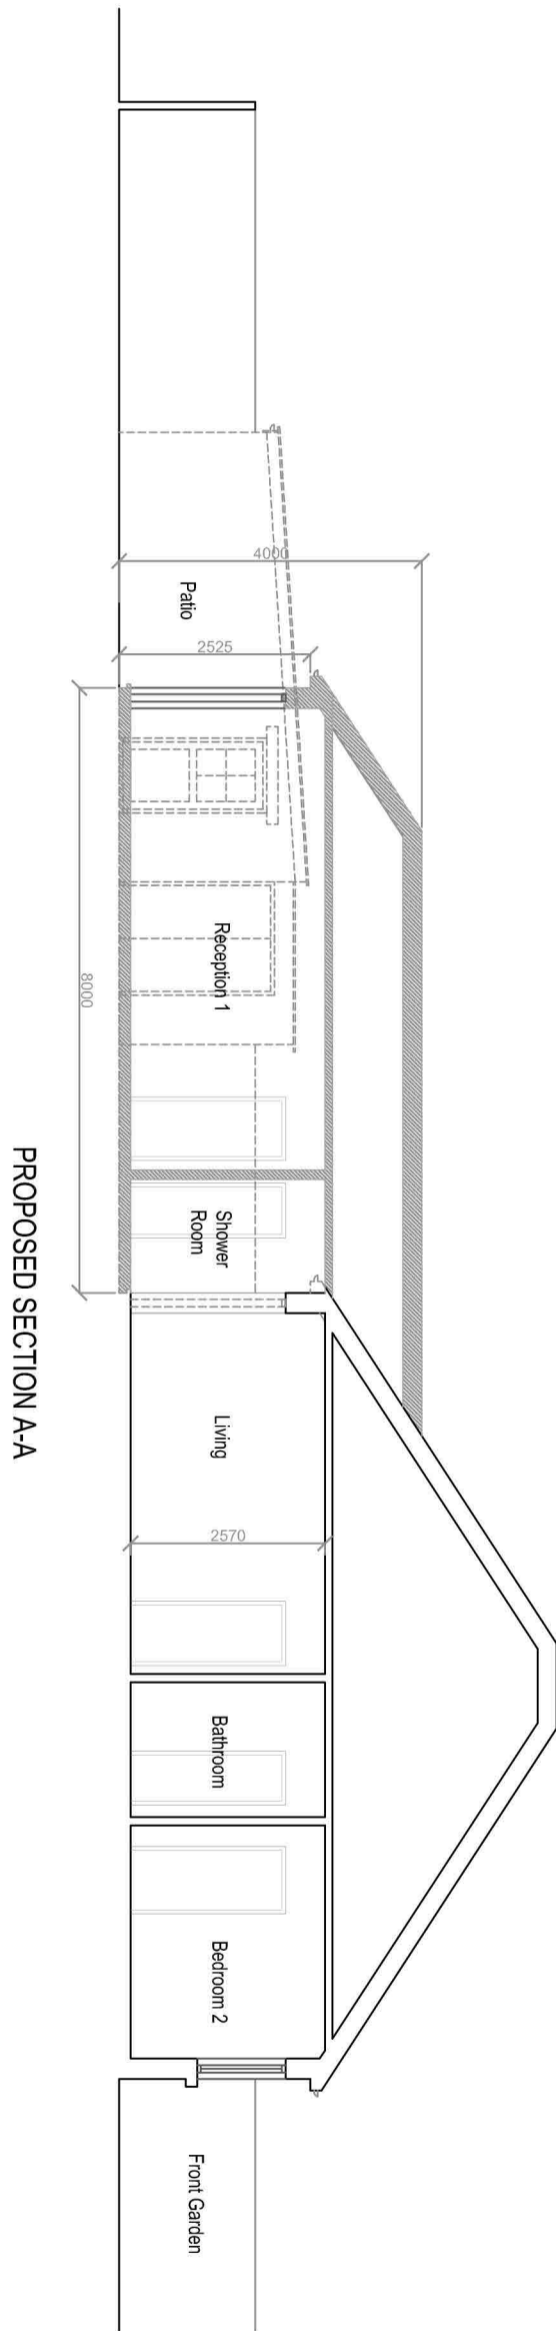 4000
Patio
2525
Reception 1
8000
Shower
Room
Living
2570
Bathroom
Bedroom 2
Front Garden
PROPOSED SECTION A-A